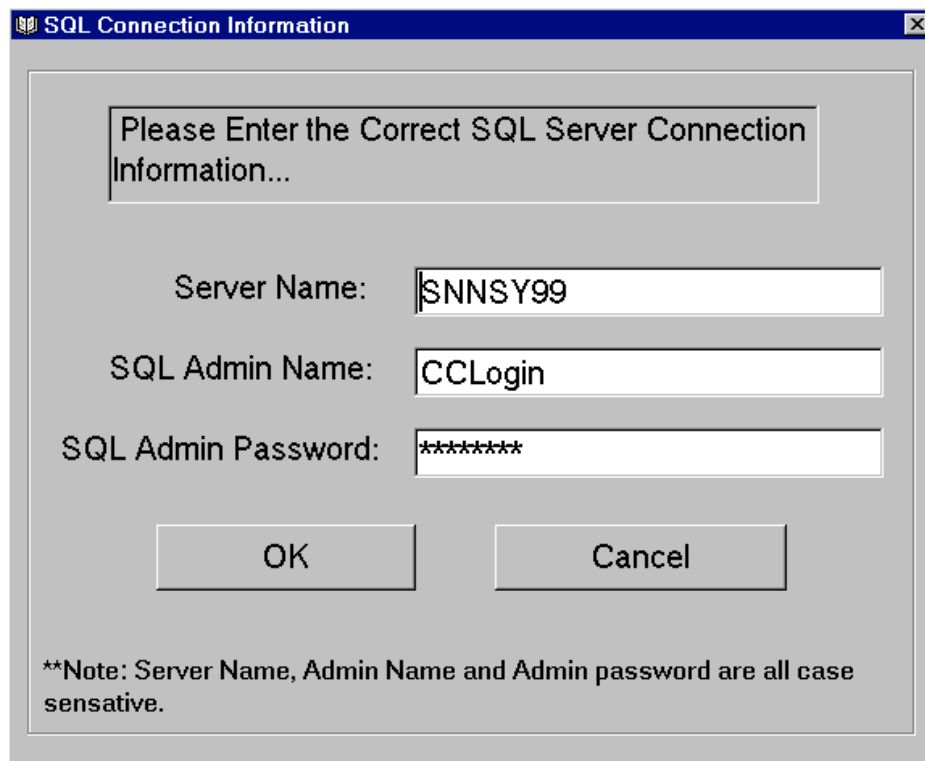 SQL Connection Information
Please Enter the Correct SQL Server Connection
Information...
Server Name:
SNNSY99
SQL Admin Name:
CCLogin
SQL Admin Password:
********
OK
Cancel
**Note: Server Name, Admin Name and Admin password are all case
sensative.